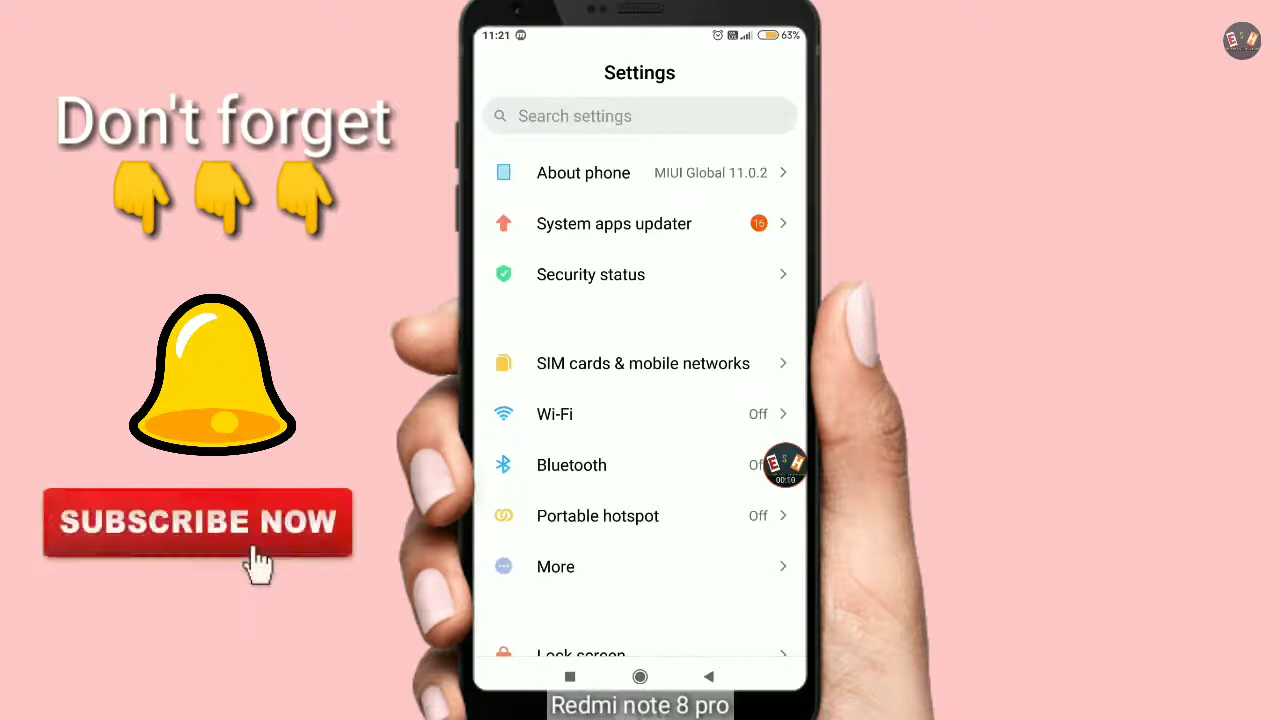 Don't forget
SUBSCRIBE NOW
11:21
63%
Settings
Search settings
About phone MIUI Global 11.0.2
System apps updater 16
Security status
SIM cards & mobile networks
Wi-Fi Off
Bluetooth
00:10
Portable hotspot Off
More
Lock screen
Redmi note 8 pro
E S H